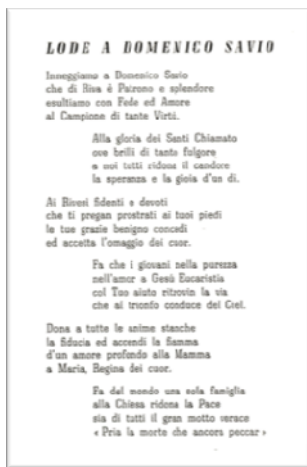 LODE A DOMENICO SAVIO
Inneggiamo a Domenico Savio
che di Riva è Patrono e splendore
esultiamo con Fede ed Amore
al Campione di tante Virtù.
Alla gloria dei Santi Chiamato
ove brilli di tanto fulgore
a noi tutti ridona il candore
la speranza e la gioia d'un dì.
Ai Rivesi fidenti e devoti
che ti pregan prostrati ai tuoi piedi
le tue grazie benigno concedi
ed accetta l'omaggio dei cuor.
Fa che i giovani nella purezza
nell'amor a Gesù Eucaristia
col Tuo aiuto ritrovin la via
che al trionfo conduce del Ciel.
Dona a tutte le anime stanche
la fiducia ed accendi la fiamma
d'un amore profondo alla Mamma
a Maria, Regina dei cuor.
Fa del mondo una sola famiglia
alla Chiesa ridona la Pace
sia di tutti il gran motto verace
« Pria la morte che ancora peccar »